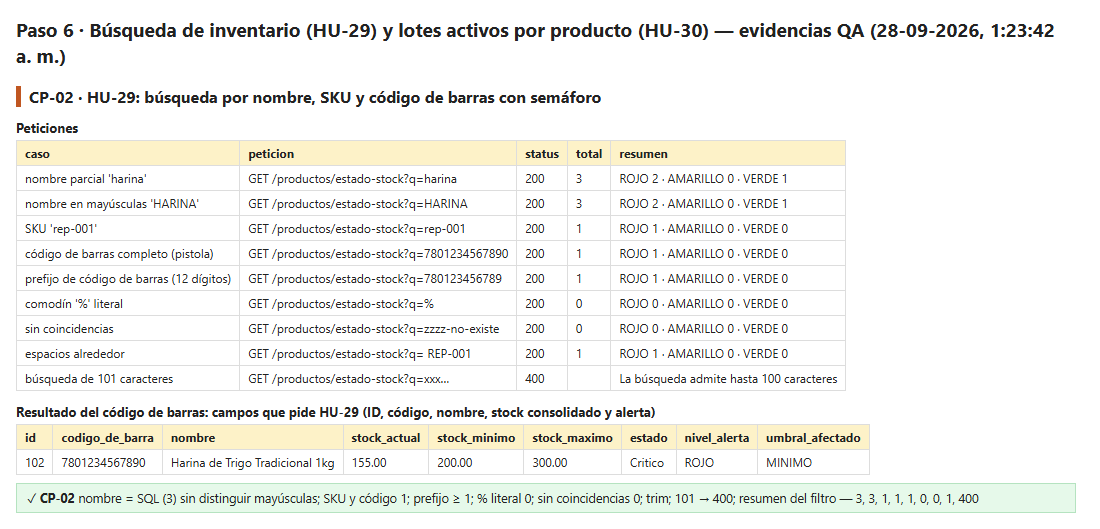 Paso 6 · Búsqueda de inventario (HU-29) y lotes activos por producto (HU-30) — evidencias QA (28-09-2026, 1:23:42
a. m.)
CP-02 · HU-29: búsqueda por nombre, SKU y código de barras con semáforo
Peticiones
caso peticion status total resumen
nombre parcial 'harina' GET /productos/estado-stock?q=harina 200 3 ROJO 2 · AMARILLO 0 · VERDE 1
nombre en mayúsculas 'HARINA' GET /productos/estado-stock?q=HARINA 200 3 ROJO 2 · AMARILLO 0 · VERDE 1
SKU 'rep-001' GET /productos/estado-stock?q=rep-001 200 1 ROJO 1 · AMARILLO 0 · VERDE 0
código de barras completo (pistola) GET /productos/estado-stock?q=7801234567890 200 1 ROJO 1 · AMARILLO 0 · VERDE 0
prefijo de código de barras (12 dígitos) GET /productos/estado-stock?q=780123456789 200 1 ROJO 1 · AMARILLO 0 · VERDE 0
comodín '%' literal GET /productos/estado-stock?q=% 200 0 ROJO 0 · AMARILLO 0 · VERDE 0
sin coincidencias GET /productos/estado-stock?q=zzzz-no-existe 200 0 ROJO 0 · AMARILLO 0 · VERDE 0
espacios alrededor GET /productos/estado-stock?q= REP-001 200 1 ROJO 1 · AMARILLO 0 · VERDE 0
búsqueda de 101 caracteres GET /productos/estado-stock?q=xxx... 400 La búsqueda admite hasta 100 caracteres
Resultado del código de barras: campos que pide HU-29 (ID, código, nombre, stock consolidado y alerta)
id codigo_de_barra nombre stock_actual stock_minimo stock_maximo estado nivel_alerta umbral_afectado
102 7801234567890 Harina de Trigo Tradicional 1kg 155.00 200.00 300.00 Critico ROJO MINIMO
✓ CP-02 nombre = SQL (3) sin distinguir mayúsculas; SKU y código 1; prefijo ≥ 1; % literal 0; sin coincidencias 0; trim; 101 → 400; resumen del filtro — 3, 3, 1, 1, 1, 0, 0, 1, 400